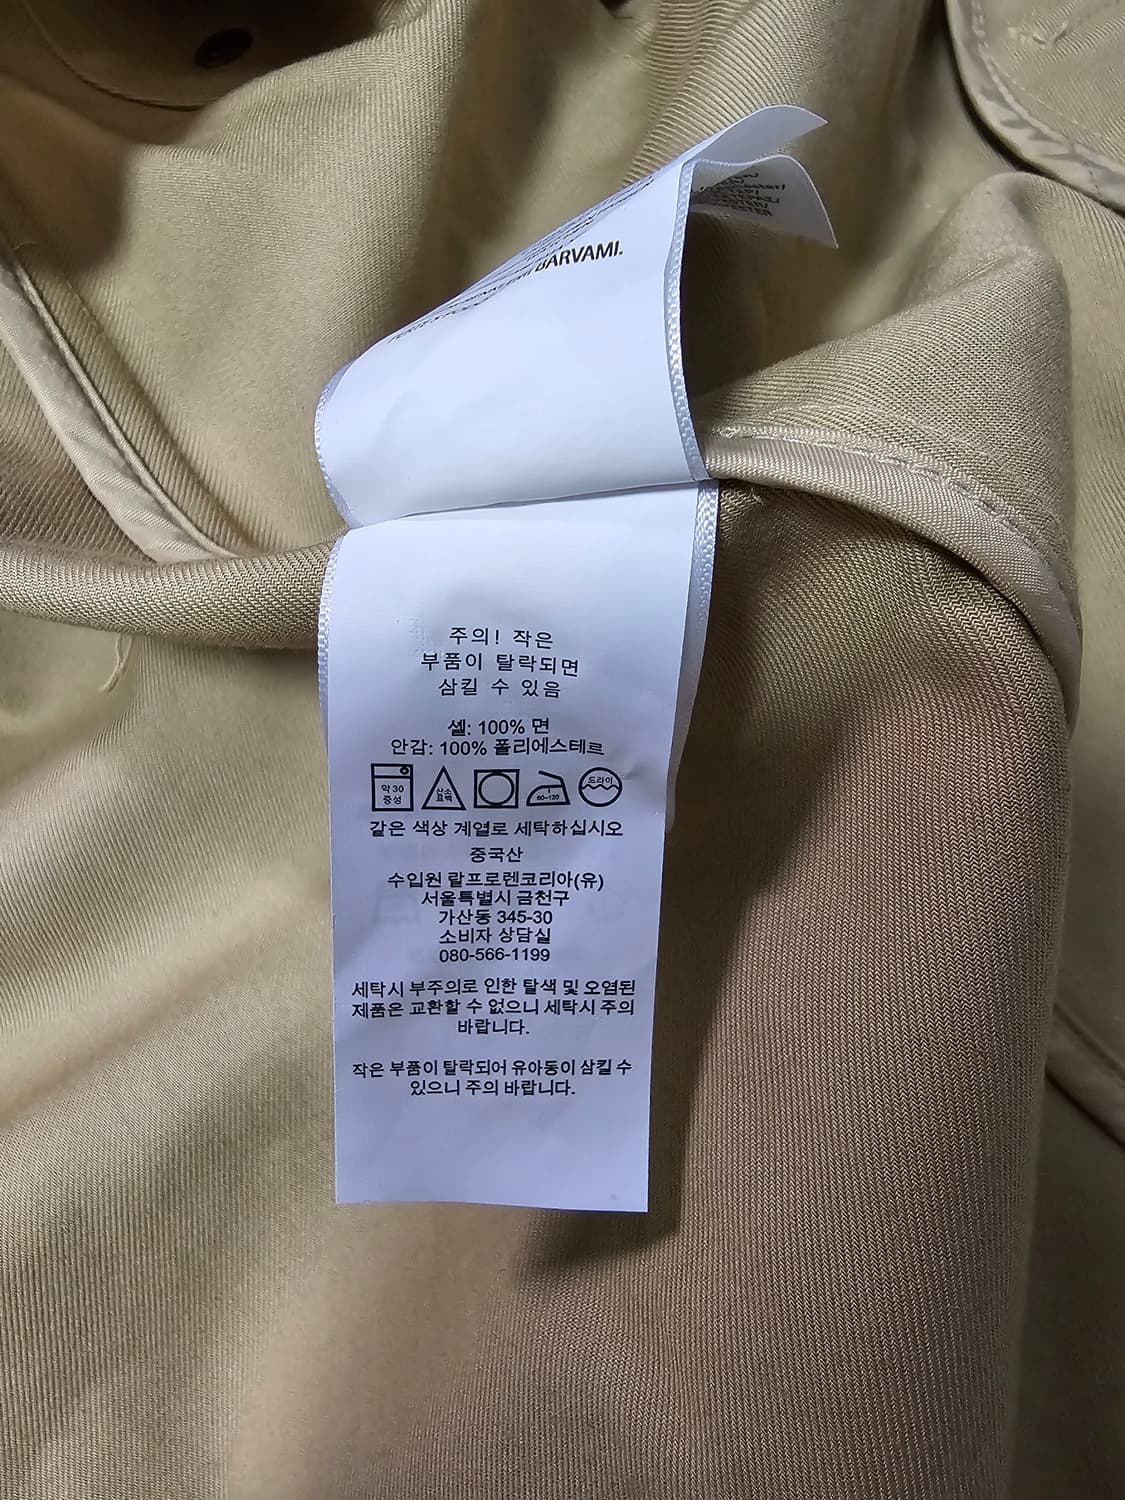 BARVAMI.
주의! 작은
부품이 탈락되면
삼킬 수 있음
셸: 100% 면
안감: 100% 폴리에스테르
약 30
중성
산소
표백
80~120
드라이
같은 색상 계열로 세탁하십시오
중국산
수입원 랄프로렌코리아(유)
서울특별시 금천구
가산동 345-30
소비자 상담실
080-566-1199
세탁시 부주의로 인한 탈색 및 오염된
제품은 교환할 수 없으니 세탁시 주의
바랍니다.
작은 부품이 탈락되어 유아동이 삼킬 수
있으니 주의 바랍니다.